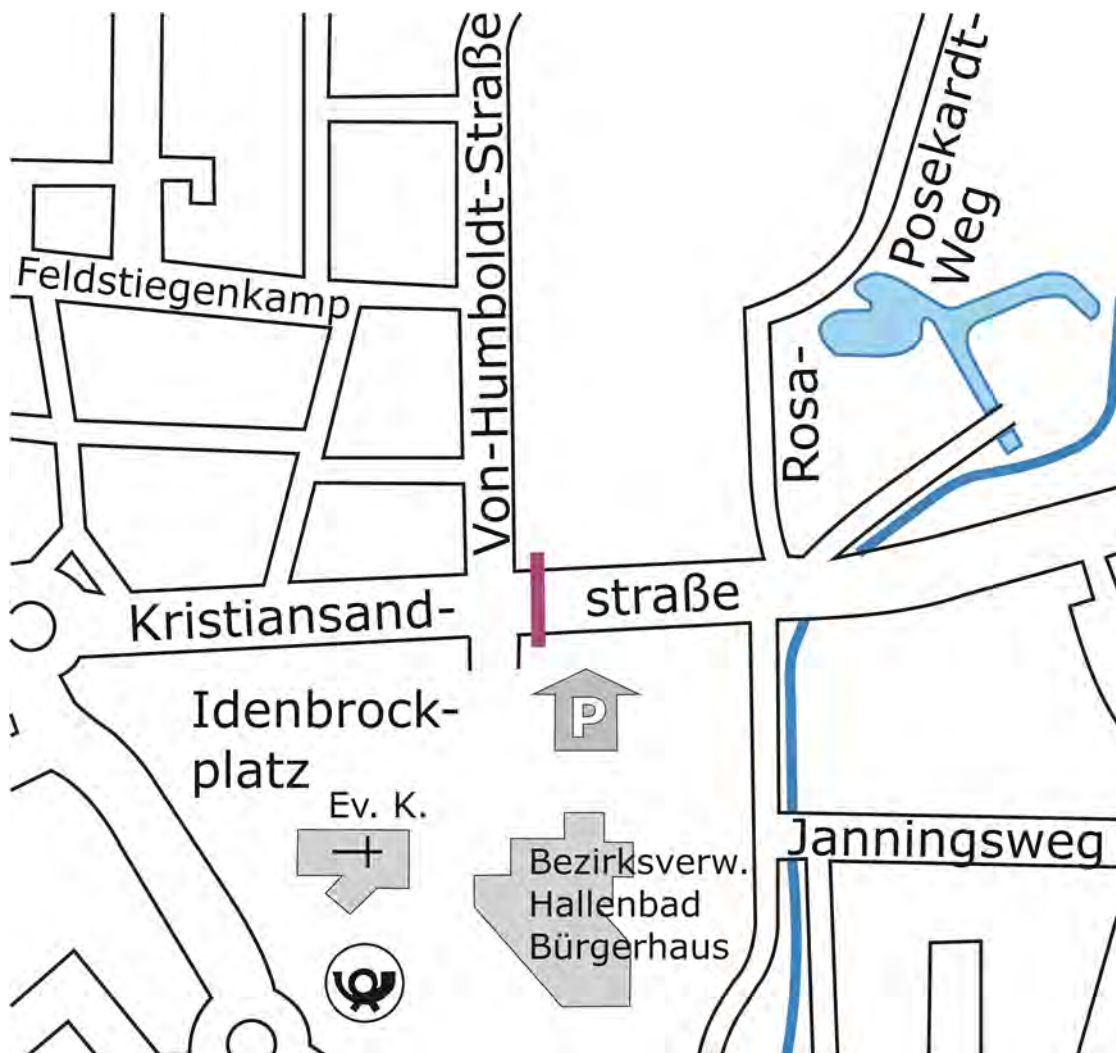 Von-Humboldt-Straße
Posekardt-
Weg
Rosa-
Feldstiegenkamp
Kristiansand-
straße
Idenbrock-
platz
P
Ev. K.
Janningsweg
Bezirksverw.
Hallenbad
Bürgerhaus